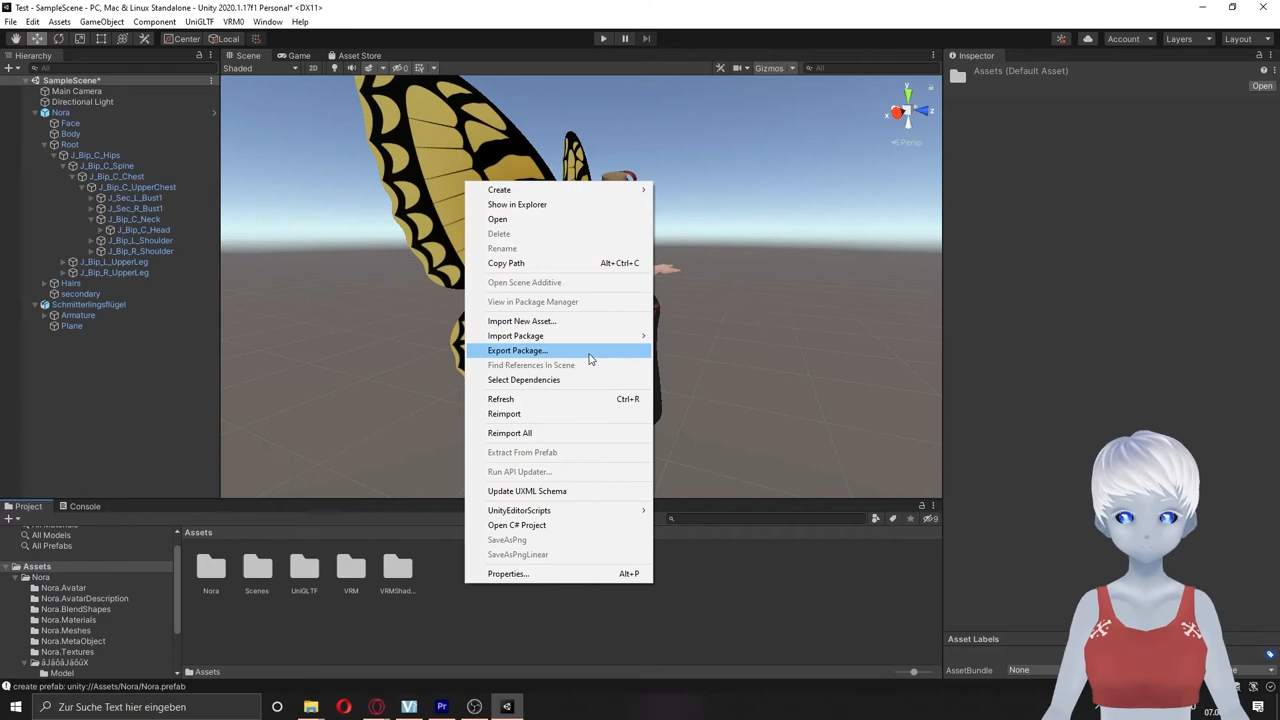 Test - SampleScene - PC, Mac & Linux Standalone - Unity 2020.1.17f1 Personal* <DX11>
File Edit Assets GameObject Component UniGLTF VRM0 Window Help
Center Local Account Layers Layout
Hierarchy Scene Game Asset Store Inspector
All Shaded 2D 0 Gizmos All
Assets (Default Asset)
Open
SampleScene*
Main Camera
Directional Light
Nora
Face
Body
Root
J_Bip_C_Hips
J_Bip_C_Spine
J_Bip_C_Chest
J_Bip_C_UpperChest
J_Sec_L_Bust1
J_Sec_R_Bust1
J_Bip_C_Neck
J_Bip_C_Head
J_Bip_L_Shoulder
J_Bip_R_Shoulder
J_Bip_L_UpperLeg
J_Bip_R_UpperLeg
Hairs
secondary
Schmitterlingsflügel
Armature
Plane
y
x
z
Persp
Create
Show in Explorer
Open
Delete
Rename
Copy Path Alt+Ctrl+C
Open Scene Additive
View in Package Manager
Import New Asset...
Import Package
Export Package...
Find References In Scene
Select Dependencies
Refresh Ctrl+R
Reimport
Reimport All
Extract From Prefab
Run API Updater...
Update UXML Schema
UnityEditorScripts
Open C# Project
SaveAsPng
SaveAsPngLinear
Properties... Alt+P
Project Console
9
All Models
All Prefabs
Assets
Nora
Nora.Avatar
Nora.AvatarDescription
Nora.BlendShapes
Nora.Materials
Nora.Meshes
Nora.MetaObject
Nora.Textures
Model
Assets
Nora Scenes UniGLTF VRM VRMShad...
Assets
Asset Labels
AssetBundle None
create prefab: unity://Assets/Nora/Nora.prefab
Zur Suche Text hier eingeben
07.0